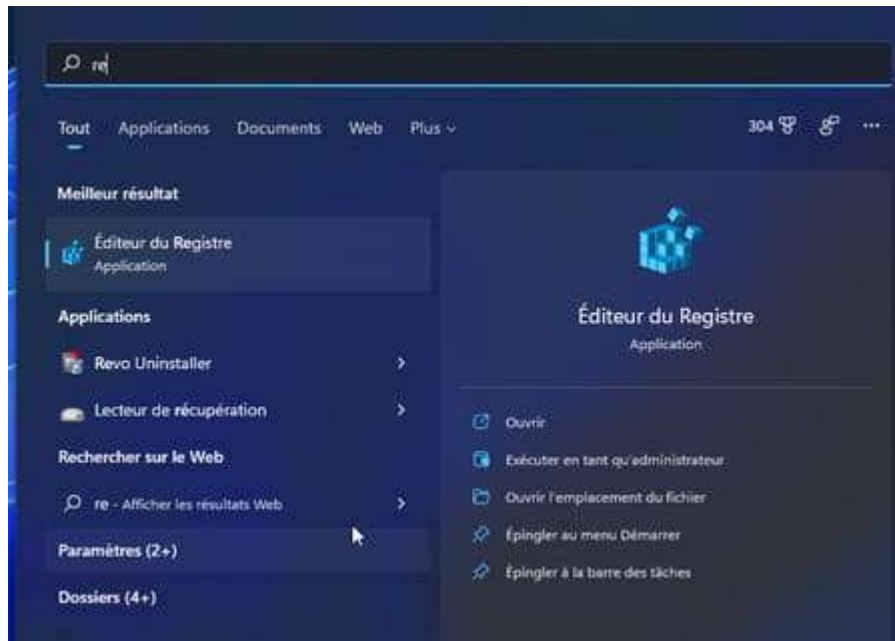 re
Tout Applications Documents Web Plus 304 ...
Meilleur résultat
Éditeur du Registre
Application
Applications
Revo Uninstaller
Lecteur de récupération
Rechercher sur le Web
re - Afficher les résultats Web
Paramètres (2+)
Dossiers (4+)
Éditeur du Registre
Application
Ouvrir
Exécuter en tant qu'administrateur
Ouvrir l'emplacement du fichier
Épingler au menu Démarrer
Épingler à la barre des tâches